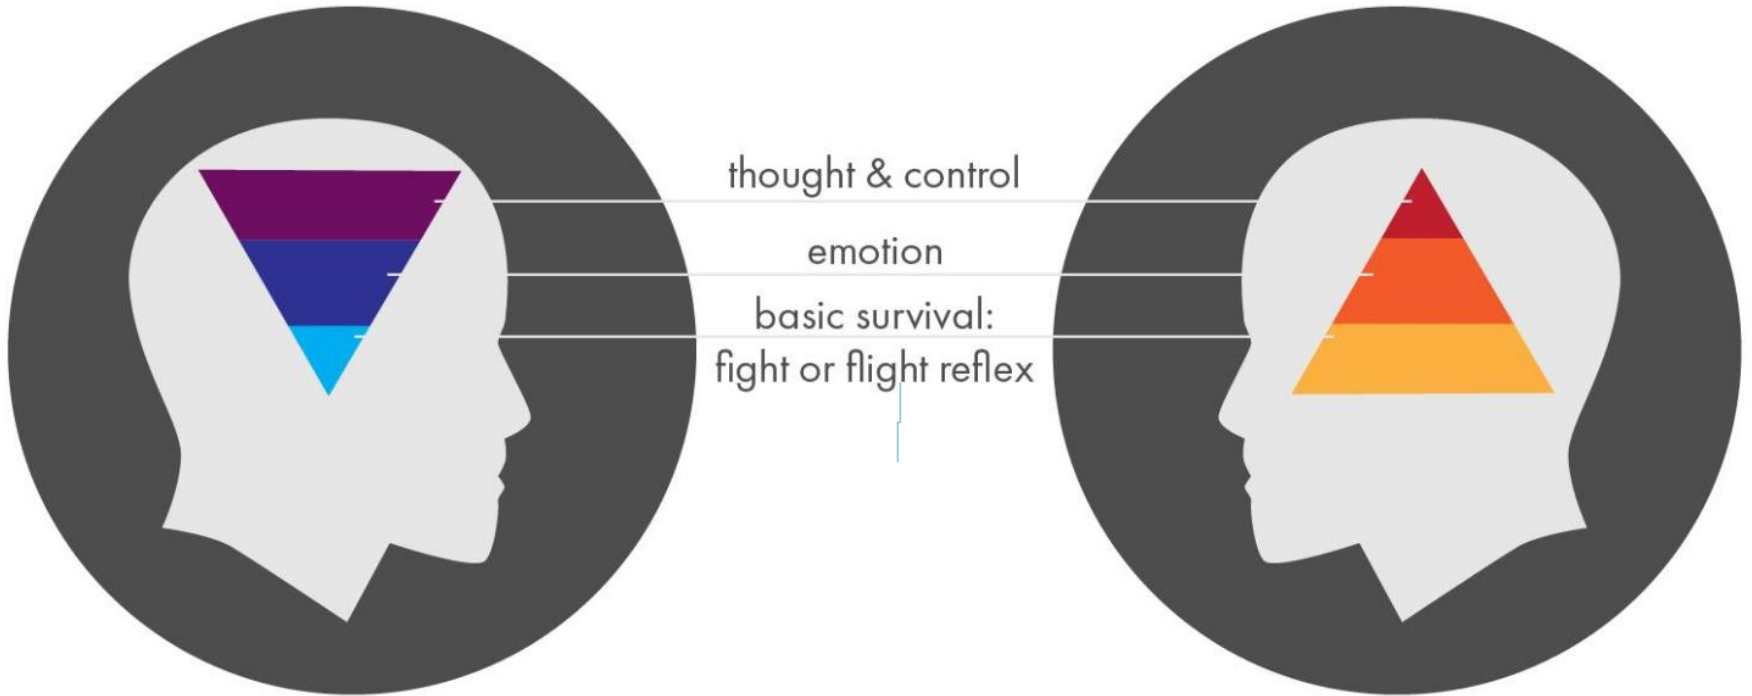 thought & control
emotion
basic survival:
fight or flight reflex